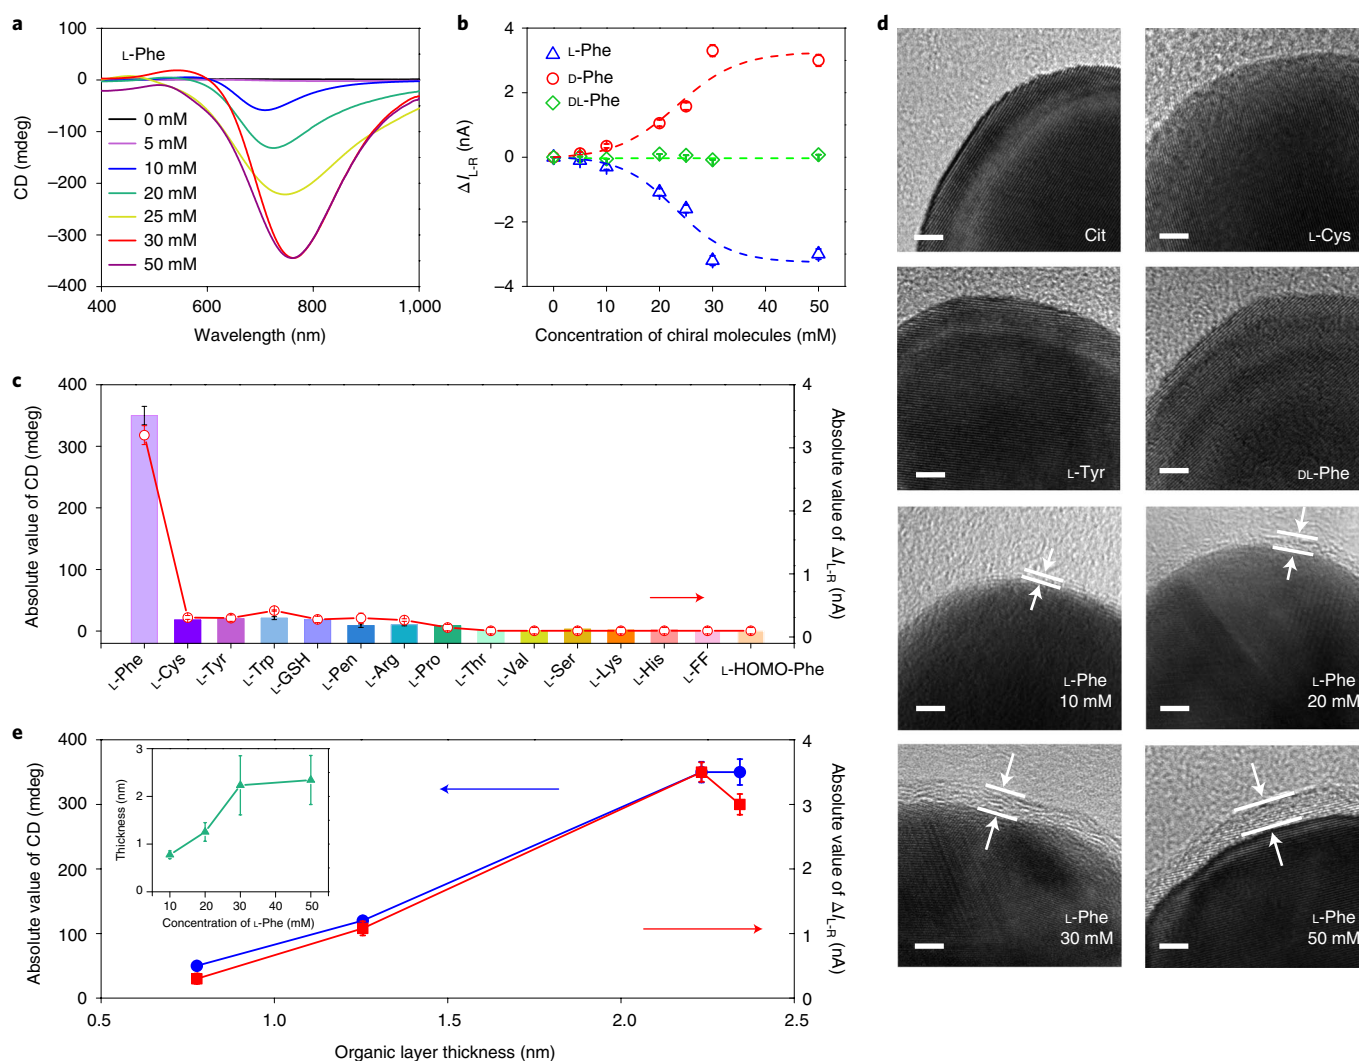 a
100
0
–100
–200
–300
–400
CD (mdeg)
L-Phe
0 mM
5 mM
10 mM
20 mM
25 mM
30 mM
50 mM
400
600
800
1,000
Wavelength (nm)
b
4
2
0
–2
–4
ΔI L-R (nA)
L-Phe
D-Phe
DL-Phe
0
10
20
30
40
50
Concentration of chiral molecules (mM)
c
400
300
200
100
0
Absolute value of CD (mdeg)
4
3
2
1
0
Absolute value of ΔI L-R (nA)
L-Phe
L-Cys
L-Tyr
L-Trp
L-GSH
L-Pen
L-Arg
L-Pro
L-Thr
L-Val
L-Ser
L-Lys
L-His
L-FF
L-HOMO-Phe
d
Cit
L-Cys
L-Tyr
DL-Phe
L-Phe
10 mM
L-Phe
20 mM
L-Phe
30 mM
L-Phe
50 mM
e
400
300
200
100
0
Absolute value of CD (mdeg)
3
2
1
0
Thickness (nm)
10
20
30
40
50
Concentration of L-Phe (mM)
4
3
2
1
0
Absolute value of ΔI L-R (nA)
0.5
1.0
1.5
2.0
2.5
Organic layer thickness (nm)